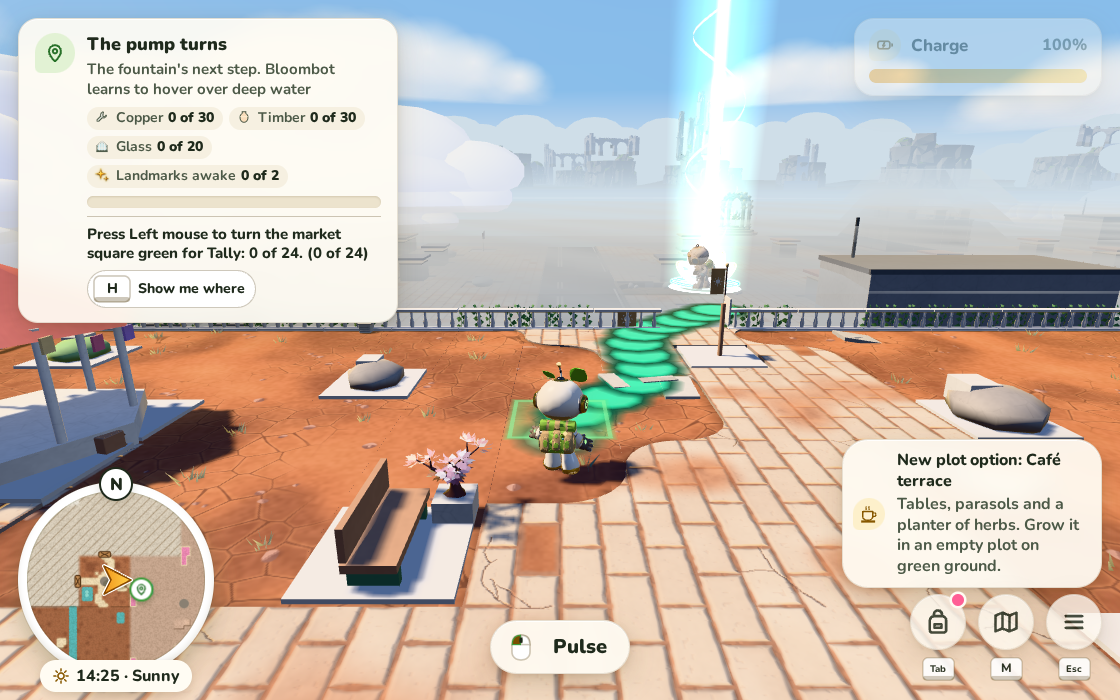 The pump turns
The fountain's next step. Bloombot
learns to hover over deep water
Copper 0 of 30
Timber 0 of 30
Glass 0 of 20
Landmarks awake 0 of 2
Press Left mouse to turn the market
square green for Tally: 0 of 24. (0 of 24)
H Show me where
Charge 100%
New plot option: Café
terrace
Tables, parasols and a
planter of herbs. Grow it
in an empty plot on
green ground.
N
14:25 · Sunny
Pulse
Tab
M
Esc